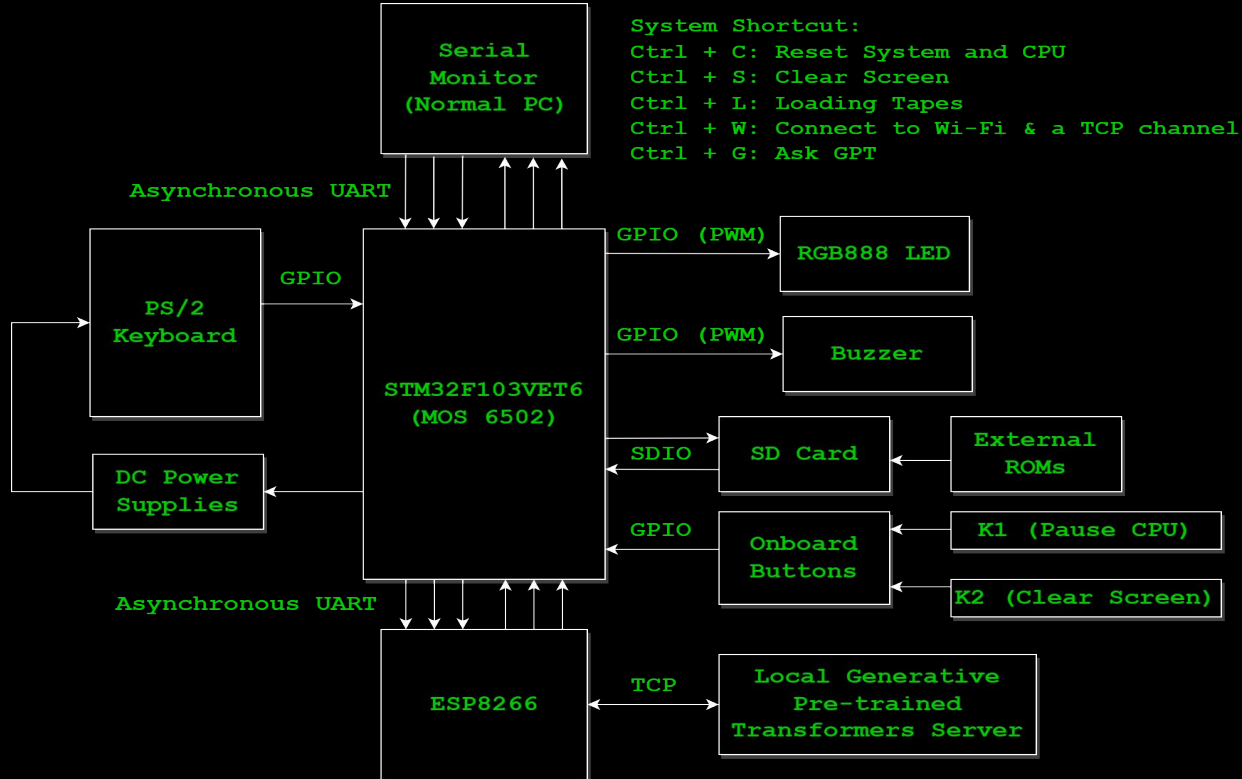 Serial
Monitor
(Normal PC)
System Shortcut:
Ctrl + C: Reset System and CPU
Ctrl + S: Clear Screen
Ctrl + L: Loading Tapes
Ctrl + W: Connect to Wi-Fi & a TCP channel
Ctrl + G: Ask GPT
Asynchronous UART
PS/2
Keyboard
GPIO
STM32F103VET6
(MOS 6502)
GPIO (PWM)
RGB888 LED
GPIO (PWM)
Buzzer
DC Power
Supplies
SDIO
SD Card
External
ROMs
GPIO
Onboard
Buttons
K1 (Pause CPU)
K2 (Clear Screen)
Asynchronous UART
ESP8266
TCP
Local Generative
Pre-trained
Transformers Server